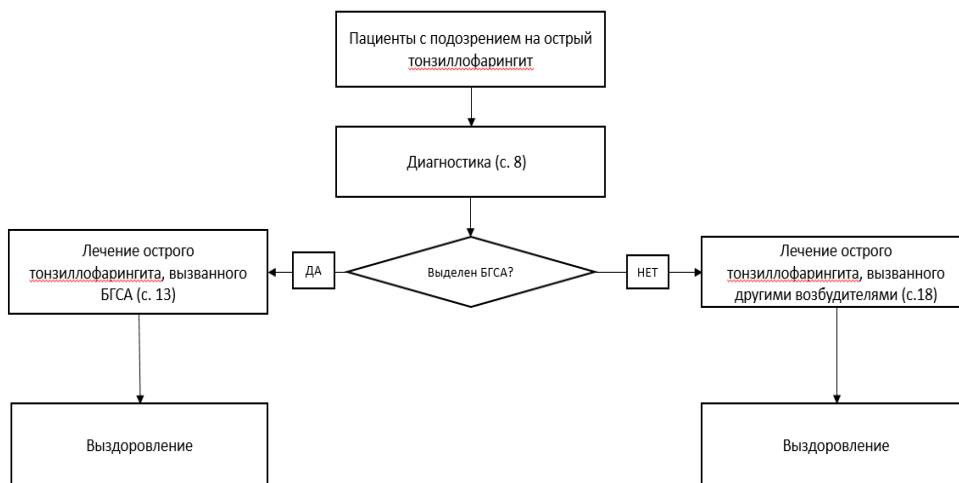 Пациенты с подозрением на острый
тонзиллофарингит
Диагностика (с. 8)
Выделен БГСА?
ДА
НЕТ
Лечение острого
тонзиллофарингита, вызванного
БГСА (с. 13)
Лечение острого
тонзиллофарингита, вызванного
другими возбудителями (с.18)
Выздоровление
Выздоровление